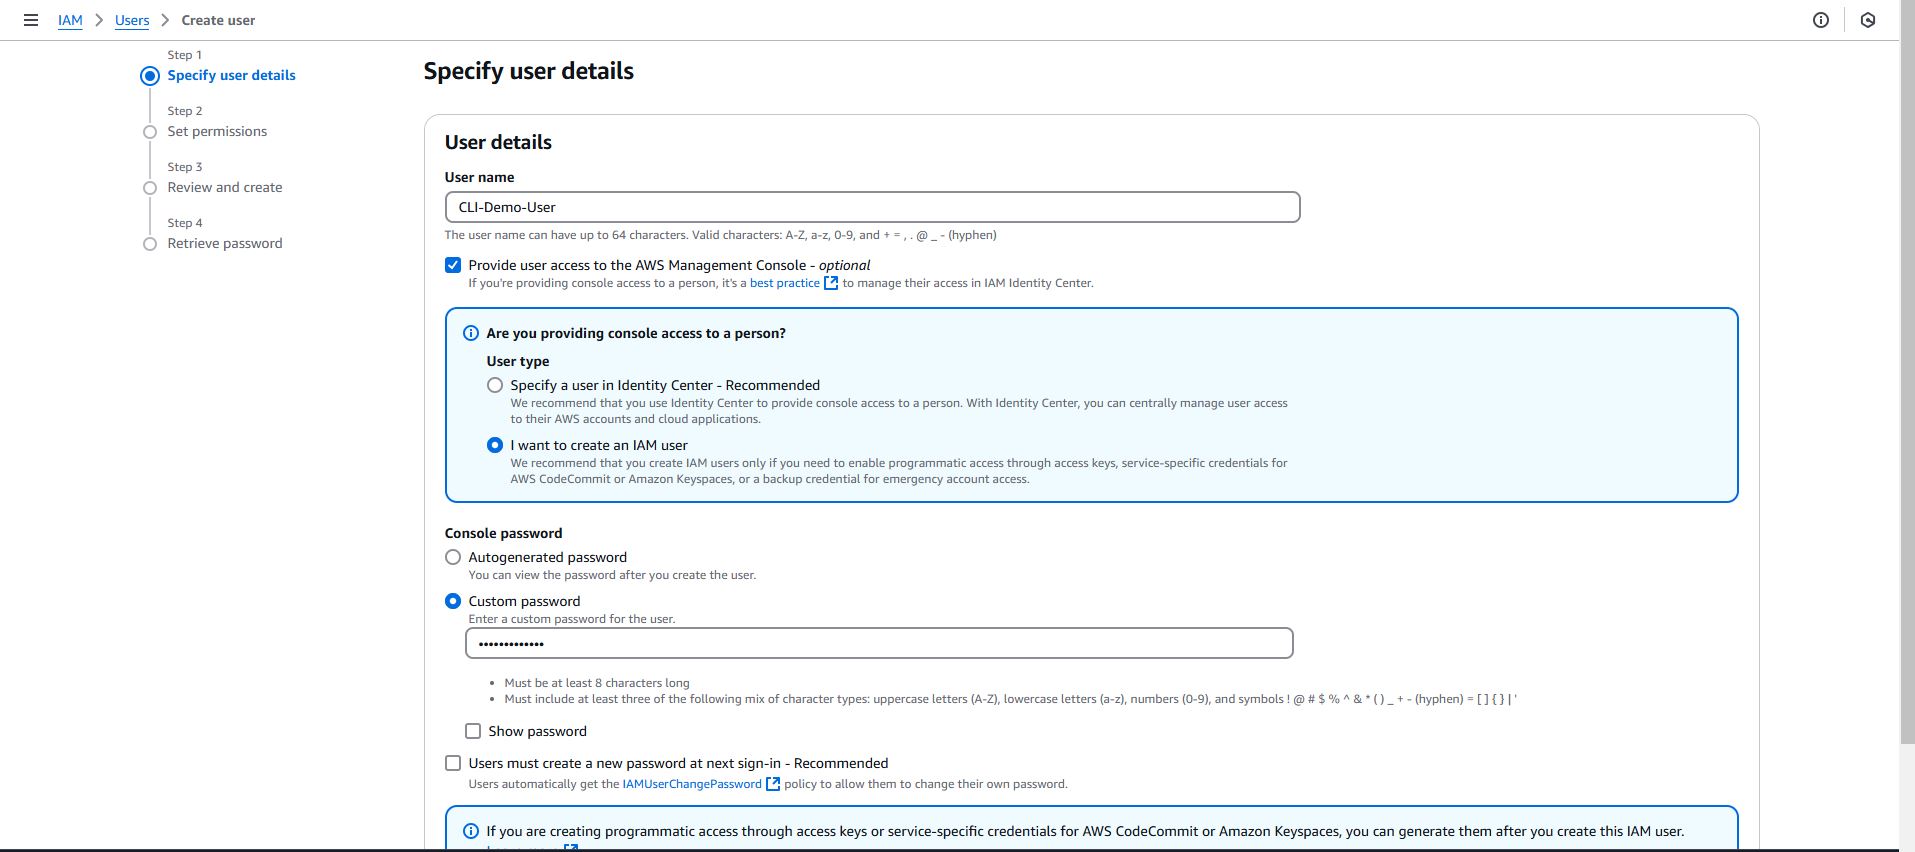 IAM > Users > Create user
Step 1
Specify user details
Step 2
Set permissions
Step 3
Review and create
Step 4
Retrieve password
Specify user details
User details
User name
CLI-Demo-User
The user name can have up to 64 characters. Valid characters: A-Z, a-z, 0-9, and + = , . @ _ - (hyphen)
Provide user access to the AWS Management Console - optional
If you're providing console access to a person, it's a best practice to manage their access in IAM Identity Center.
Are you providing console access to a person?
User type
Specify a user in Identity Center - Recommended
We recommend that you use Identity Center to provide console access to a person. With Identity Center, you can centrally manage user access
to their AWS accounts and cloud applications.
I want to create an IAM user
We recommend that you create IAM users only if you need to enable programmatic access through access keys, service-specific credentials for
AWS CodeCommit or Amazon Keyspaces, or a backup credential for emergency account access.
Console password
Autogenerated password
You can view the password after you create the user.
Custom password
Enter a custom password for the user.
•••••••••••••
• Must be at least 8 characters long
• Must include at least three of the following mix of character types: uppercase letters (A-Z), lowercase letters (a-z), numbers (0-9), and symbols ! @ # $ % ^ & * ( ) _ + - (hyphen) = [ ] { } | '
Show password
Users must create a new password at next sign-in - Recommended
Users automatically get the IAMUserChangePassword policy to allow them to change their own password.
If you are creating programmatic access through access keys or service-specific credentials for AWS CodeCommit or Amazon Keyspaces, you can generate them after you create this IAM user.